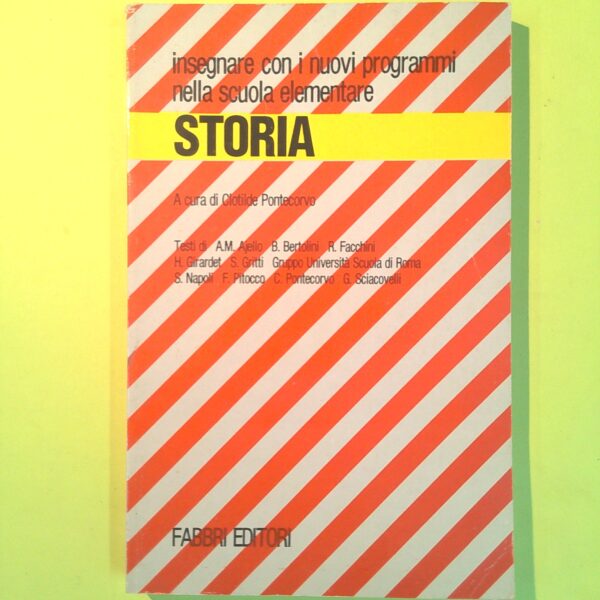 insegnare con i nuovi programmi
nella scuola elementare
STORIA
A cura di Clotilde Pontecorvo
Testi di A.M. Ajello B. Bertolini R. Facchini
H. Girardet S. Gritti Gruppo Università Scuola di Roma
S. Napoli F. Pitocco C. Pontecorvo G. Sciacovelli
FABBRI EDITORI